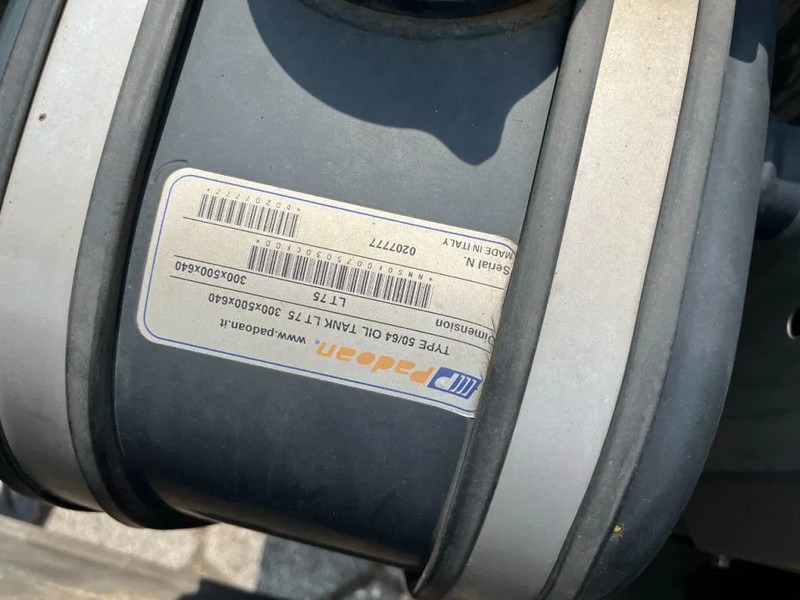 Padoan® www.padoan.it
TYPE 50/64 OIL TANK LT 75 300x500x640
Dimension LT 75 300x500x640
Serial N. 0207777
MADE IN ITALY
*00207777*